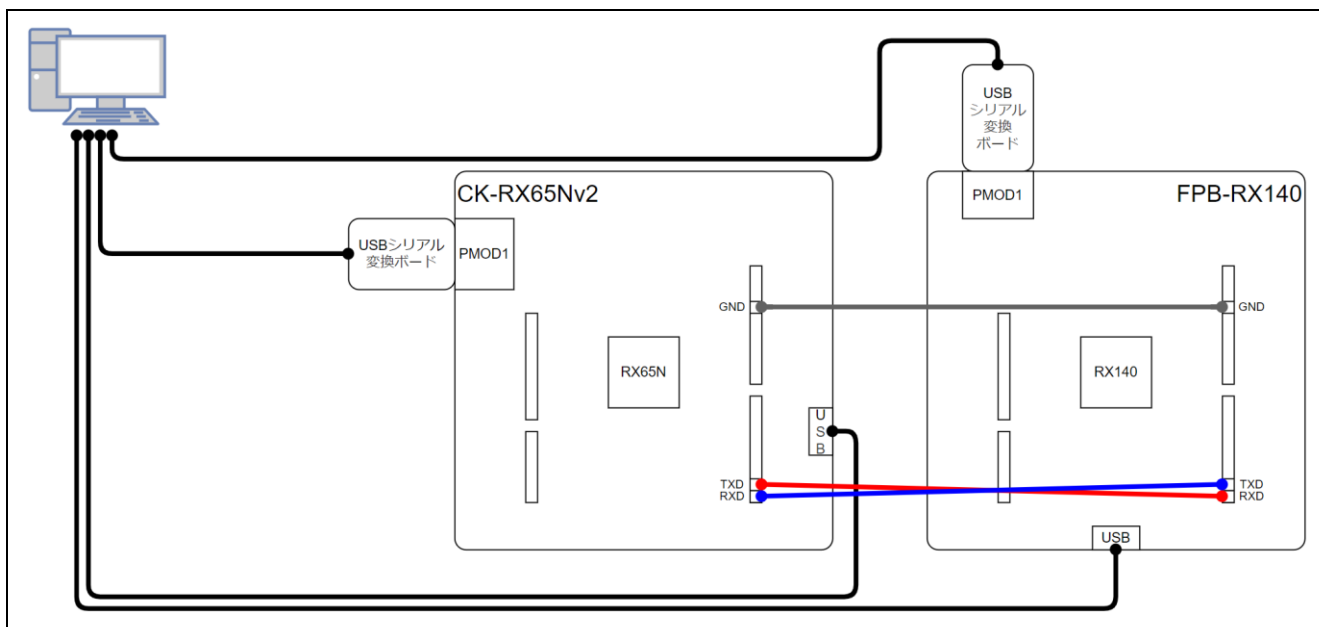 USB
シリアル
変換
ボード
CK-RX65Nv2
PMOD1
FPB-RX140
USBシリアル
変換ボード
PMOD1
GND
GND
RX65N
RX140
U
S
B
TXD
RXD
TXD
RXD
USB